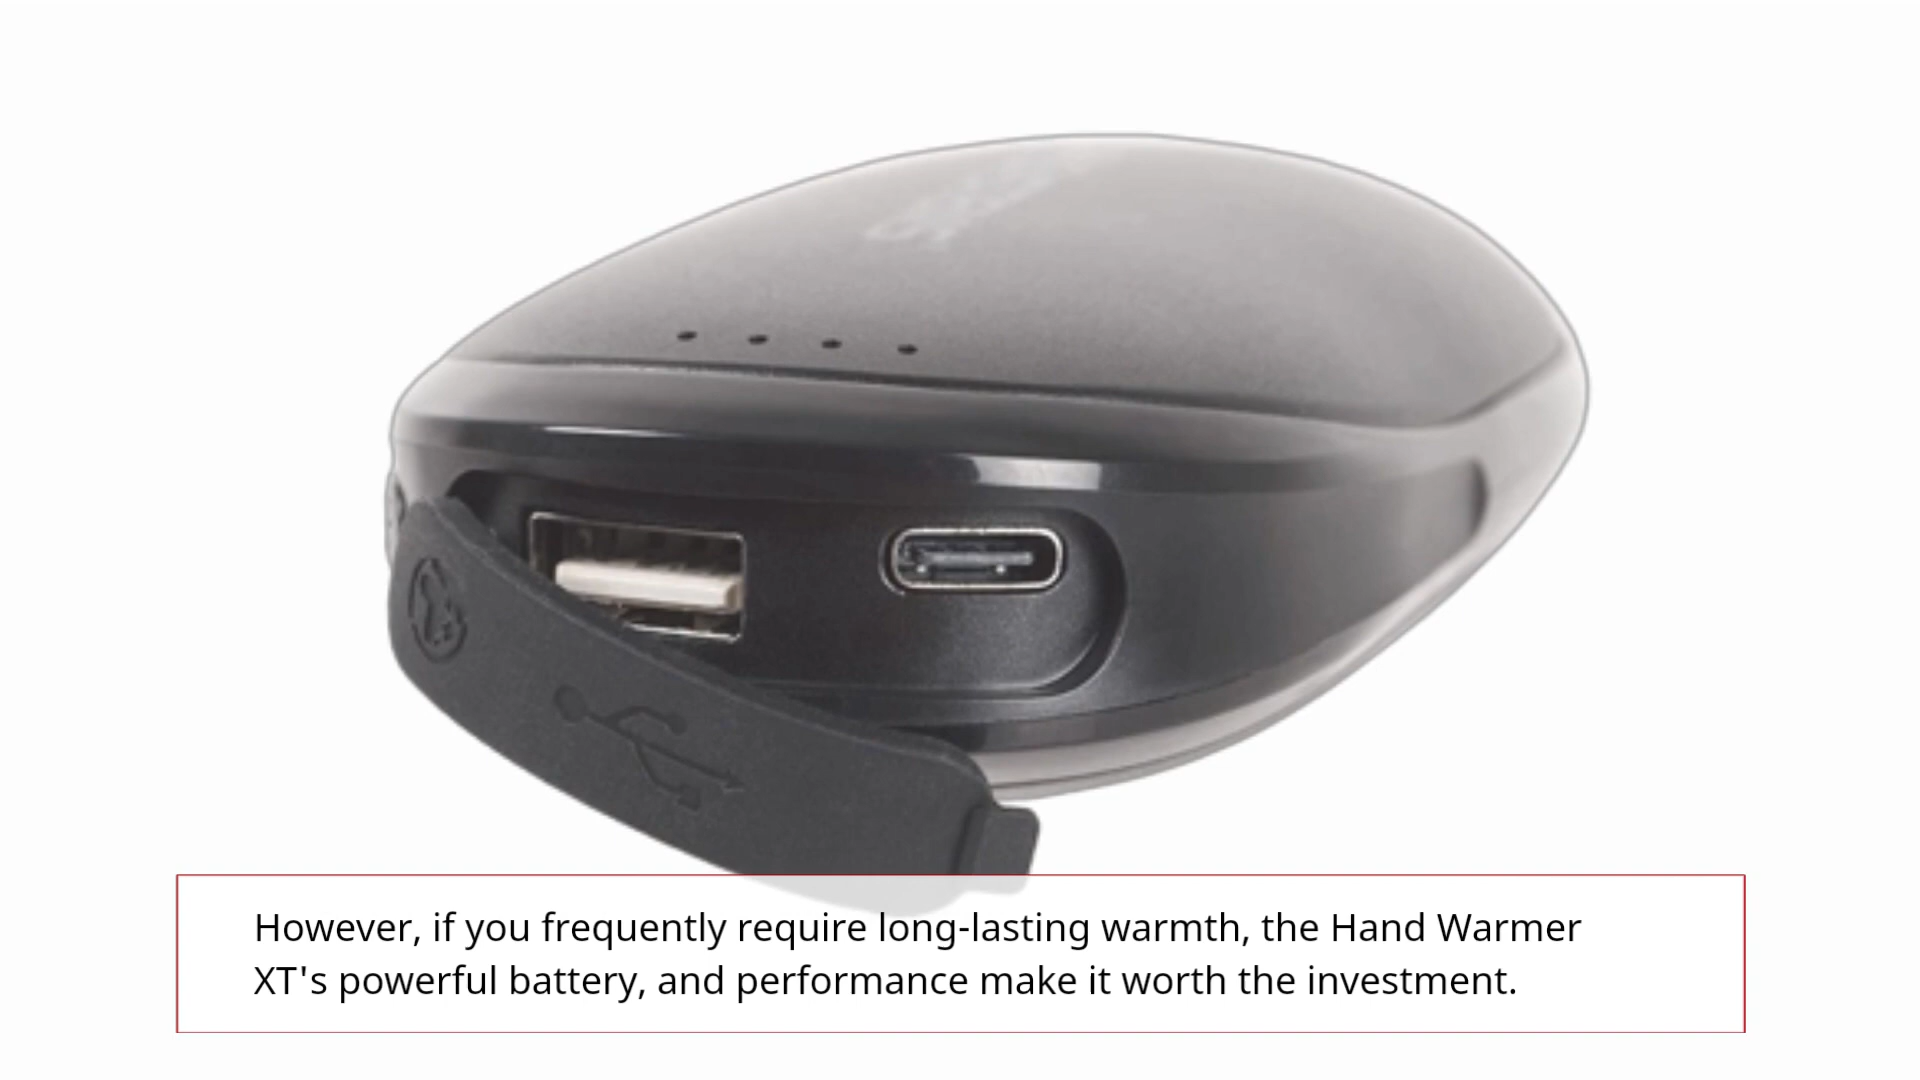 However, if you frequently require long-lasting warmth, the Hand Warmer
XT's powerful battery, and performance make it worth the investment.